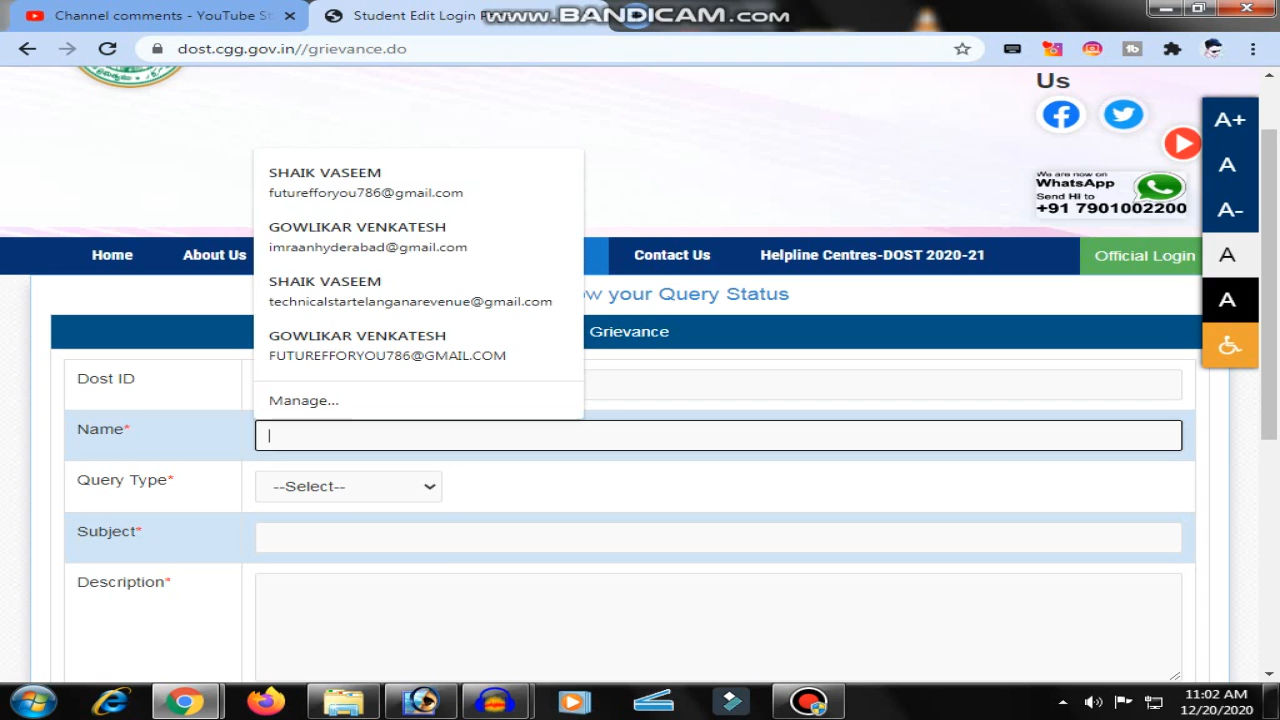 Channel comments - YouTube St
Student Edit Login
www.BANDICAM.com
dost.cgg.gov.in//grievance.do
Us
We are now on
WhatsApp
Send HI to
+91 7901002200
A+
A
A-
A
A
Home
About Us
Contact Us
Helpline Centres-DOST 2020-21
Official Login
SHAIK VASEEM
futurefforyou786@gmail.com
GOWLIKAR VENKATESH
imraanhyderabad@gmail.com
SHAIK VASEEM
technicalstartelanganarevenue@gmail.com
GOWLIKAR VENKATESH
FUTUREFFORYOU786@GMAIL.COM
Manage...
your Query Status
Grievance
Dost ID
Name*
Query Type*
--Select--
Subject*
Description*
11:02 AM
12/20/2020